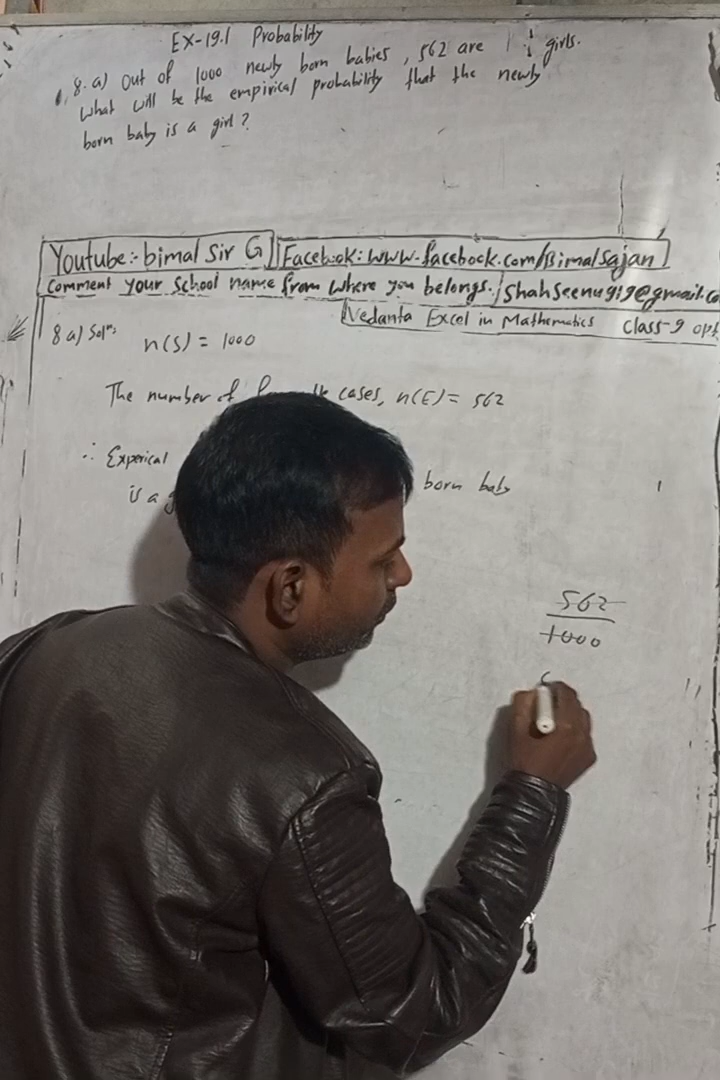 EX-19.1 Probability
8. a) Out of 1000 newly born babies, 562 are girls.
What will be the empirical probability that the newly
born baby is a girl?
Youtube:- bimal Sir G
Facebook: www.facebook.com/Bimalsajan
Comment your School name from where you belongs.
Shahseenu919@gmail.co
Vedanta Excel in Mathematics Class-9 opt
8 a) Solⁿ:
n(S) = 1000
The number of cases, n(E) = 562
∴ Experical
is a born baby
562
1000